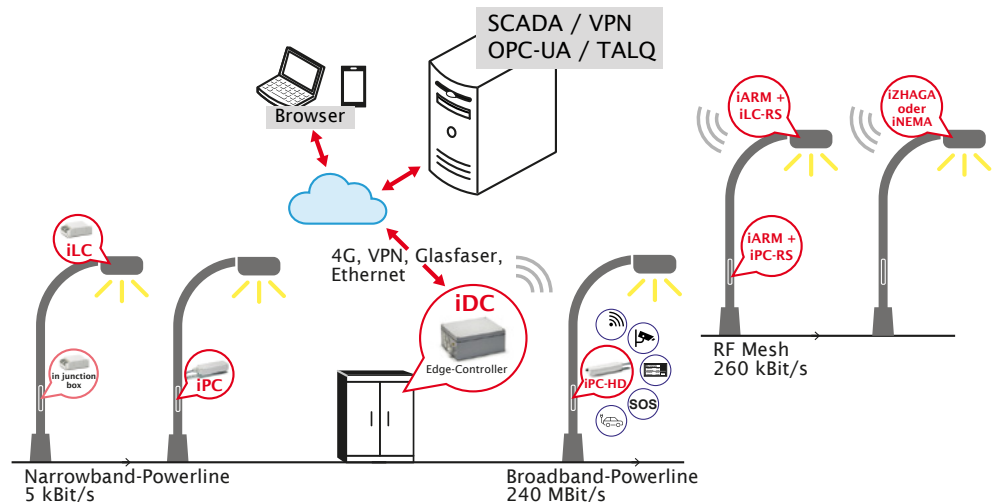 SCADA / VPN
OPC-UA / TALQ
Browser
4G, VPN, Glasfaser,
Ethernet
iDC
Edge-Controller
iLC
in junction
box
iPC
Narrowband-Powerline
5 kBit/s
iPC-HD
SOS
Broadband-Powerline
240 MBit/s
iARM +
iLC-RS
iZHAGA
oder
iNEMA
iARM +
iPC-RS
RF Mesh
260 kBit/s